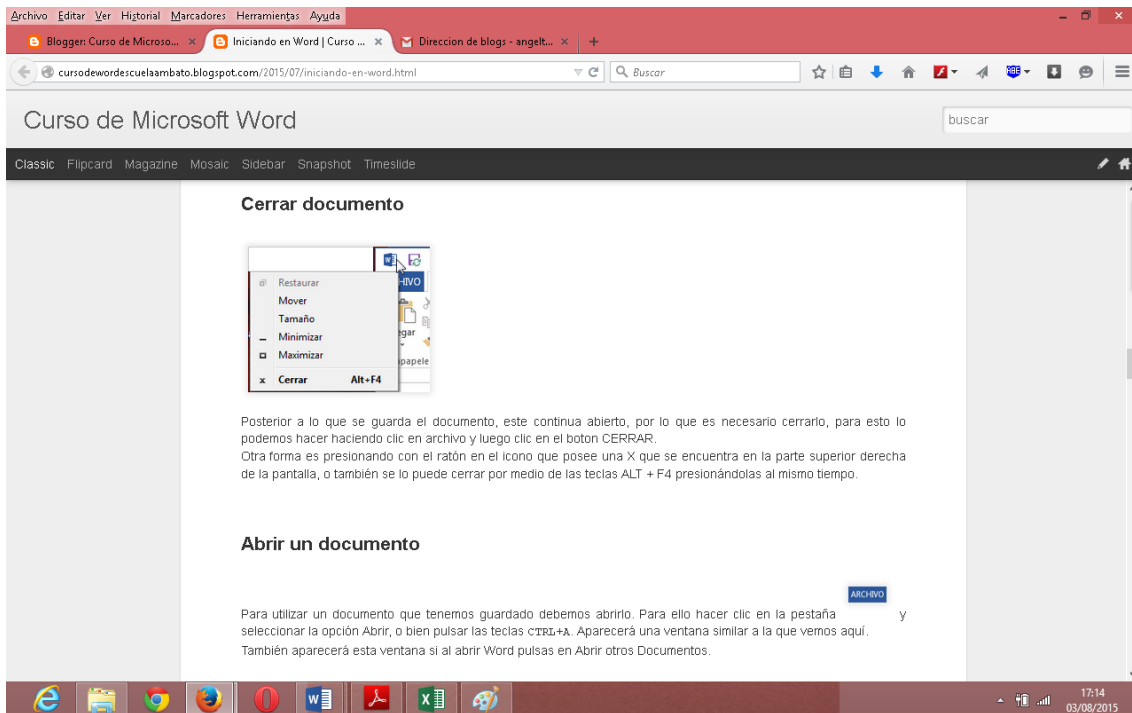 Archivo Editar Ver Historial Marcadores Herramientas Ayuda
Blogger: Curso de Microso... × Iniciando en Word | Curso ... × Direccion de blogs - angelt... × +
cursodewordescuelaambato.blogspot.com/2015/07/iniciando-en-word.html Buscar
Curso de Microsoft Word buscar
Classic Flipcard Magazine Mosaic Sidebar Snapshot Timeslide
Cerrar documento
Restaurar HIVO
Mover
Tamaño
Minimizar egar
Maximizar papele
x Cerrar Alt+F4
Posterior a lo que se guarda el documento, este continua abierto, por lo que es necesario cerrarlo, para esto lo
podemos hacer haciendo clic en archivo y luego clic en el boton CERRAR.
Otra forma es presionando con el ratón en el icono que posee una X que se encuentra en la parte superior derecha
de la pantalla, o también se lo puede cerrar por medio de las teclas ALT + F4 presionándolas al mismo tiempo.
Abrir un documento
ARCHIVO
Para utilizar un documento que tenemos guardado debemos abrirlo. Para ello hacer clic en la pestaña y
seleccionar la opción Abrir, o bien pulsar las teclas CTRL+A. Aparecerá una ventana similar a la que vemos aquí.
También aparecerá esta ventana si al abrir Word pulsas en Abrir otros Documentos.
17:14
03/08/2015